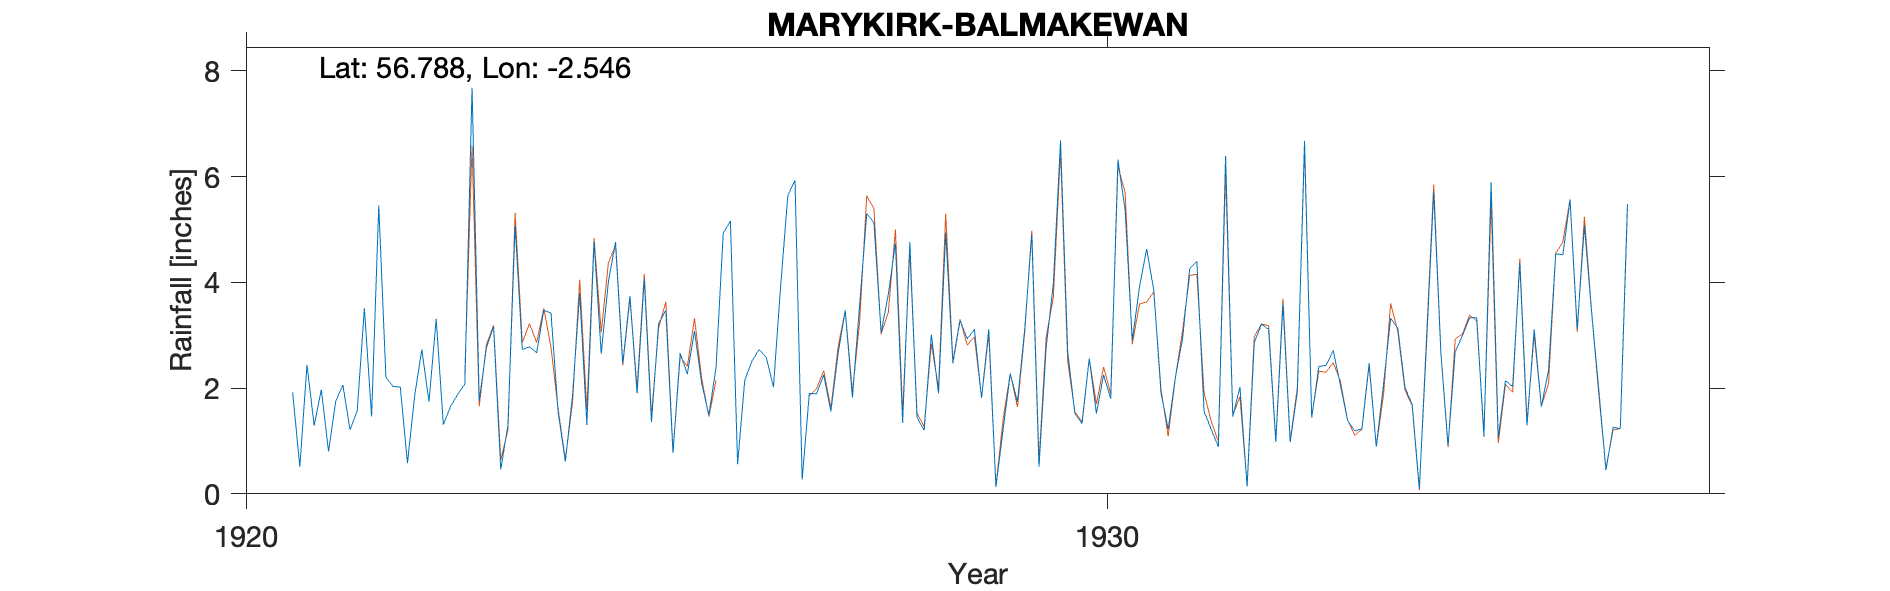 MARYKIRK-BALMAKEWAN
Lat: 56.788, Lon: -2.546
8
6
4
2
0
Rainfall [inches]
1920
1930
Year